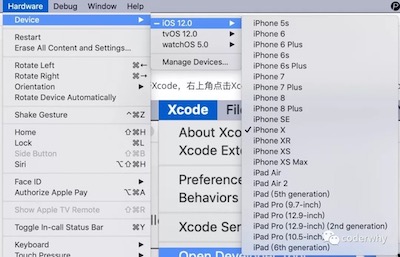 Hardware Debug Window Help
Device
Restart
Erase All Content and Settings...
Rotate Left ⌘←
Rotate Right ⌘→
Orientation
Rotate Device Automatically
Shake Gesture ^⌘Z
Home ⇧⌘H
Lock ⌘L
Side Button ⇧⌘B
Siri ⌥⇧⌘H
Face ID
Authorize Apple Pay ⌥⌘A
Show Apple TV Remote ⇧⌘R
Toggle In-call Status Bar ⌘Y
Keyboard
Touch Pressure
iOS 12.0
tvOS 12.0
watchOS 5.0
Manage Devices...
Xcode，右上角点击Xc
Xcode File
About Xco
Xcode Exte
Preference
Behaviors
Xcode Serv
Open Developer Tool
iPhone 5s
iPhone 6
iPhone 6 Plus
iPhone 6s
iPhone 6s Plus
iPhone 7
iPhone 7 Plus
iPhone 8
iPhone 8 Plus
iPhone SE
✓ iPhone X
iPhone XR
iPhone XS
iPhone XS Max
iPad Air
iPad Air 2
iPad (5th generation)
iPad Pro (9.7-inch)
iPad Pro (12.9-inch)
iPad Pro (12.9-inch) (2nd generation)
iPad Pro (10.5-inch)
iPad (6th generation)
coderwhy